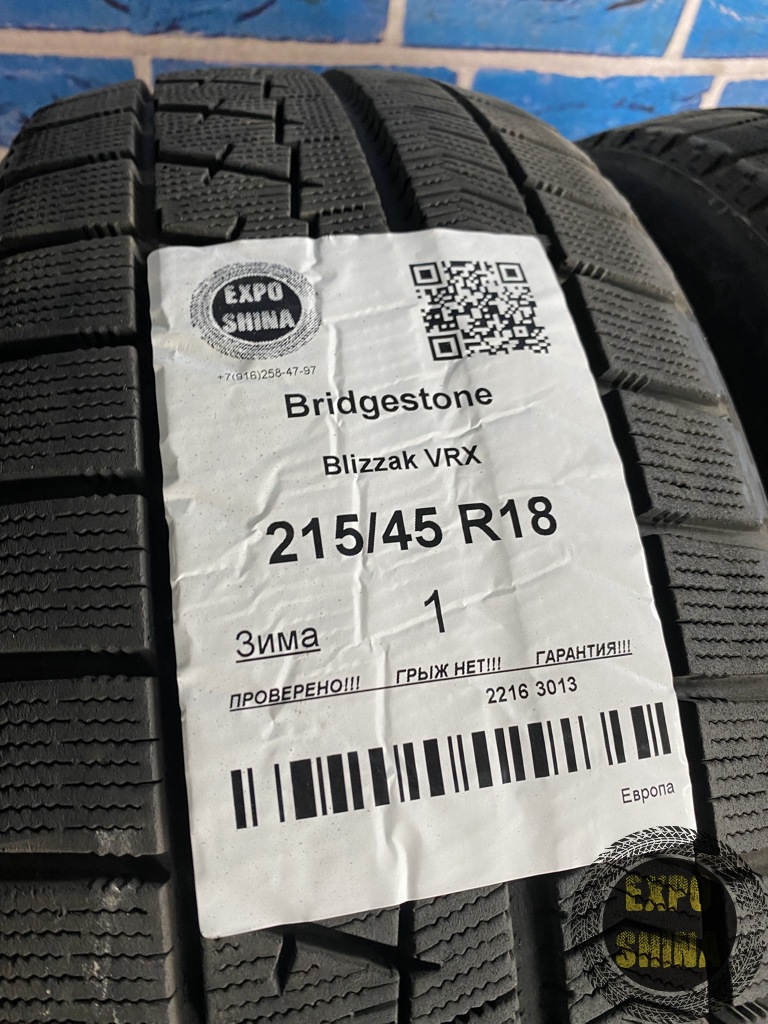 EXPO
SHINA
+7(916)258-47-97
Bridgestone
Blizzak VRX
215/45 R18
Зима 1
ПРОВЕРЕНО!!! ГРЫЖ НЕТ!!! ГАРАНТИЯ!!!
2216 3013
Европа
EXPO
SHINA